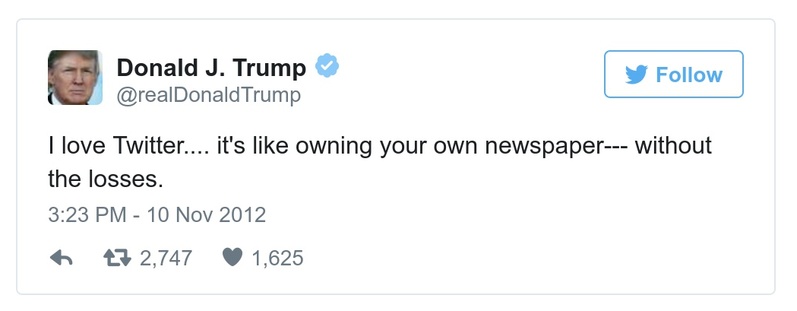 Donald J. Trump
Follow
@realDonaldTrump
I love Twitter.... it's like owning your own newspaper--- without
the losses.
3:23 PM - 10 Nov 2012
2,747 1,625